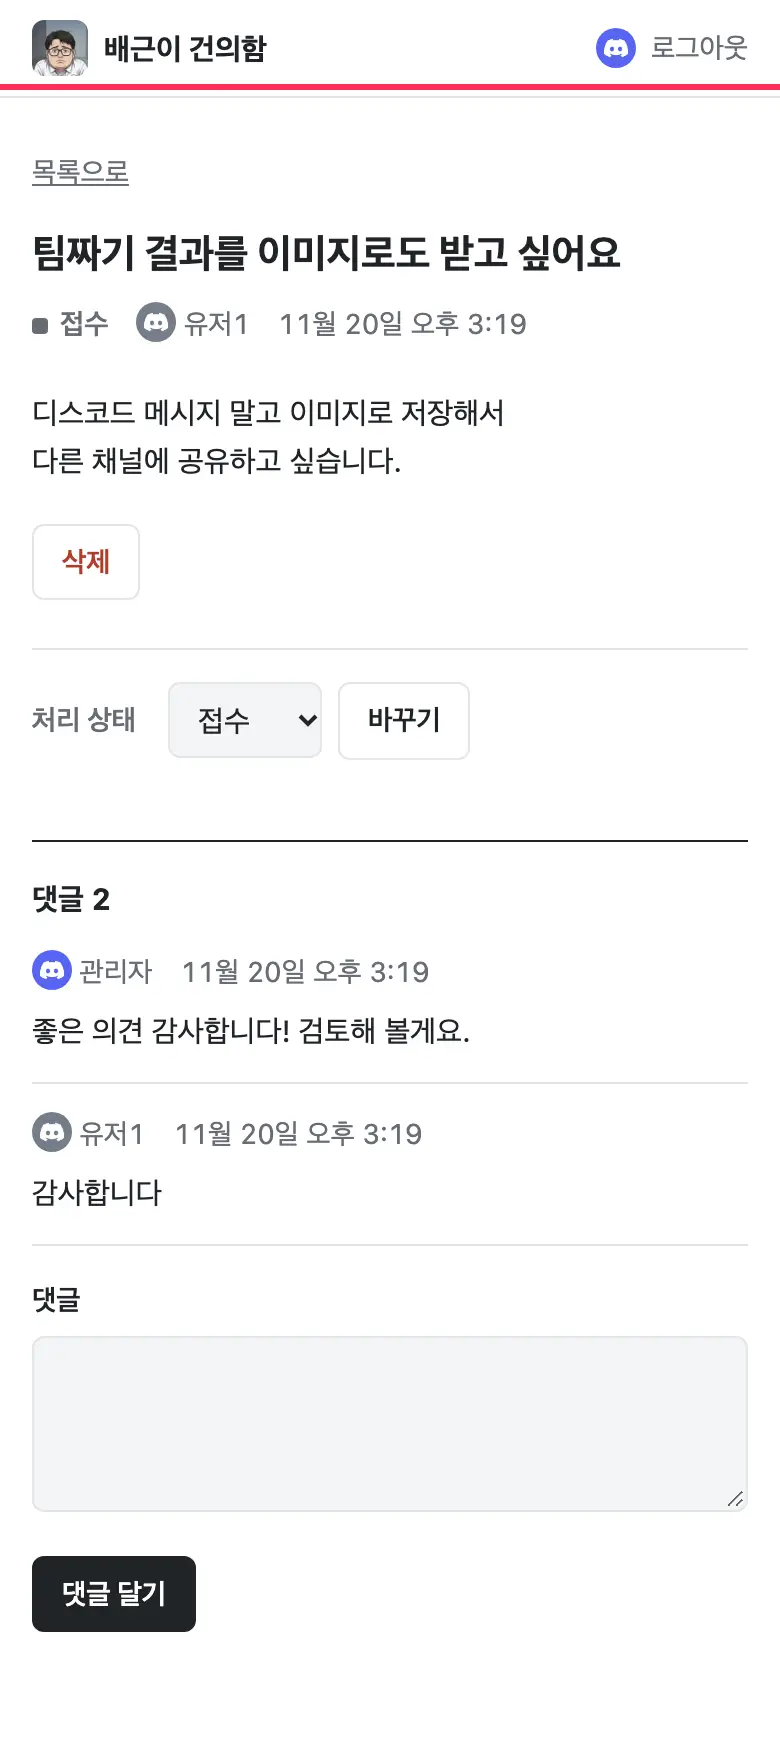 배근이 건의함
로그아웃
목록으로
팀짜기 결과를 이미지로도 받고 싶어요
접수 유저1 11월 20일 오후 3:19
디스코드 메시지 말고 이미지로 저장해서
다른 채널에 공유하고 싶습니다.
삭제
처리 상태 접수 바꾸기
댓글 2
관리자 11월 20일 오후 3:19
좋은 의견 감사합니다! 검토해 볼게요.
유저1 11월 20일 오후 3:19
감사합니다
댓글
댓글 달기